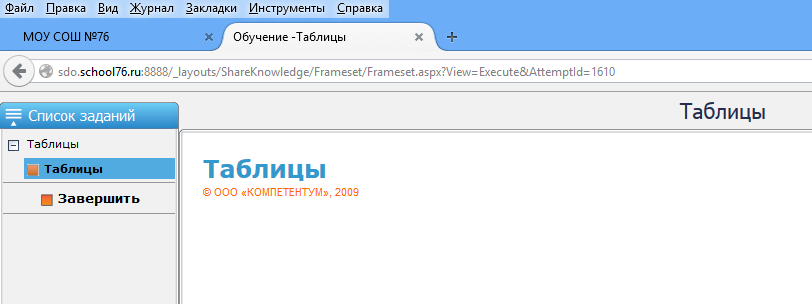 Файл Правка Вид Журнал Закладки Инструменты Справка
МОУ СОШ №76 Обучение -Таблицы
sdo.school76.ru:8888/_layouts/ShareKnowledge/Frameset/Frameset.aspx?View=Execute&AttemptId=1610
Список заданий
Таблицы
Таблицы
Таблицы
Завершить
Таблицы
© ООО «КОМПЕТЕНТУМ», 2009